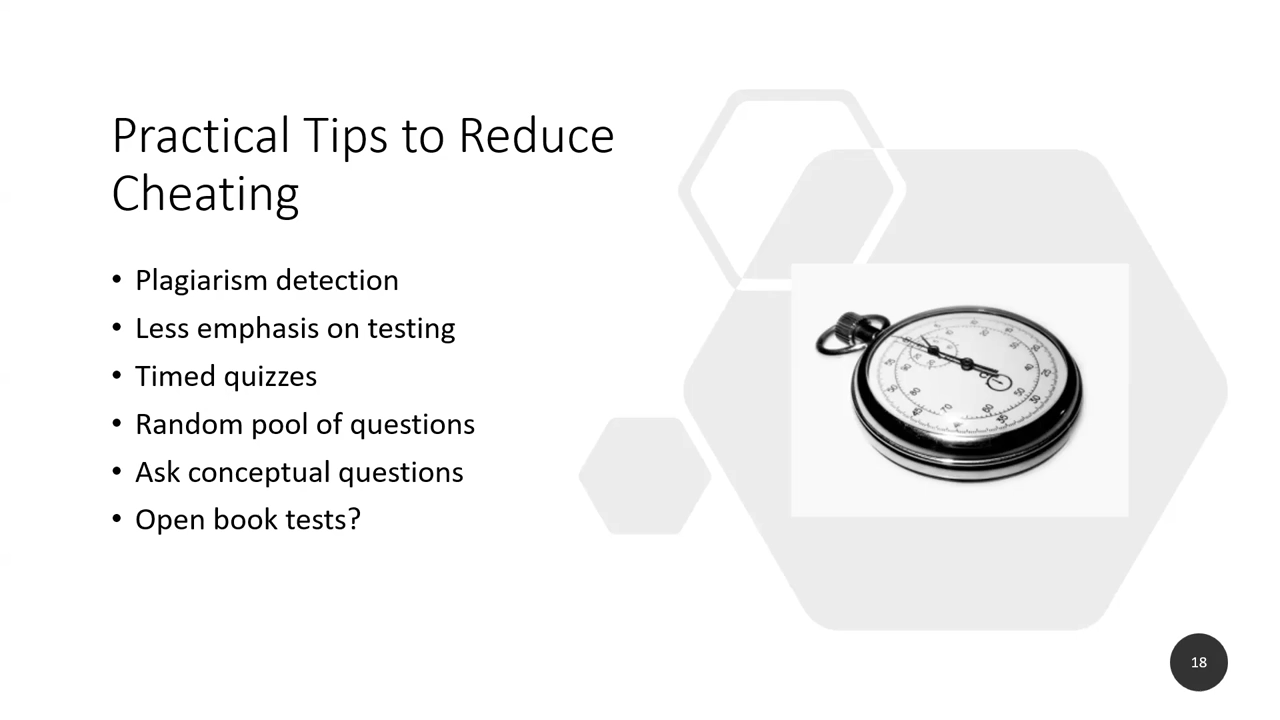 Practical Tips to Reduce
Cheating
• Plagiarism detection
• Less emphasis on testing
• Timed quizzes
• Random pool of questions
• Ask conceptual questions
• Open book tests?
18